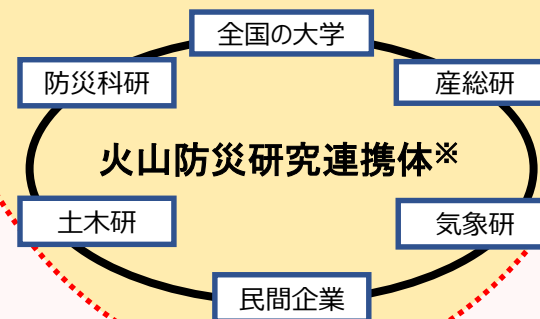 全国の大学
防災科研
産総研
火山防災研究連携体※
土木研
気象研
民間企業